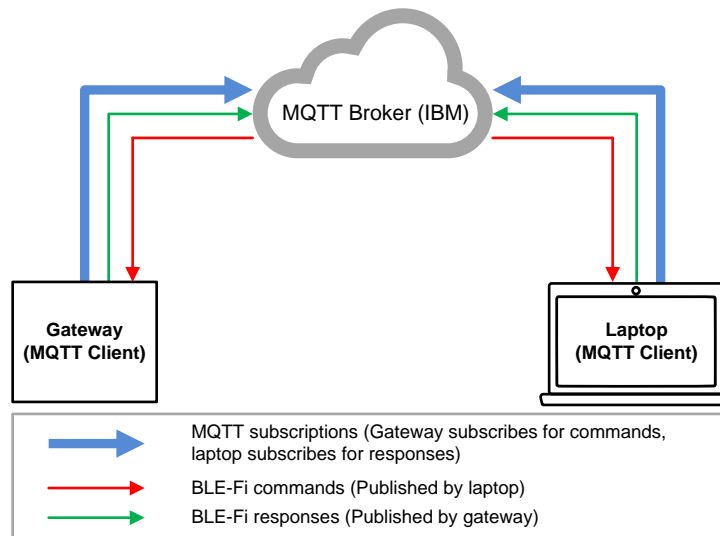 MQTT Broker (IBM)
Gateway
(MQTT Client)
Laptop
(MQTT Client)
MQTT subscriptions (Gateway subscribes for commands,
laptop subscribes for responses)
BLE-Fi commands (Published by laptop)
BLE-Fi responses (Published by gateway)